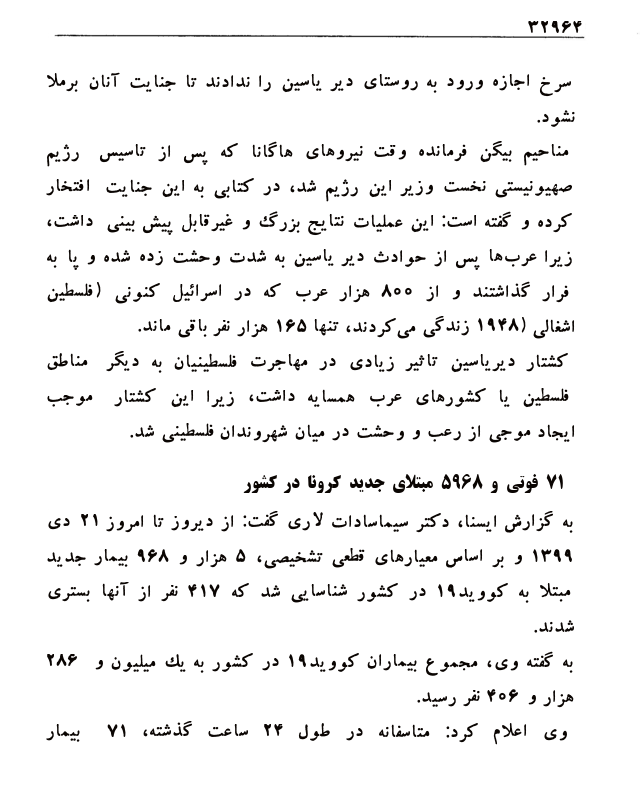 ۳۲۹۶۴
سرخ اجازه ورود به روستای دیر یاسین را ندادند تا جنایت آنان برملا
نشود.
مناحیم بیگن فرمانده وقت نیروهای هاگانا که پس از تاسیس رژیم
صهیونیستی نخست وزیر این رژیم شد، در کتابی به این جنایت افتخار
کرده و گفته است: این عملیات نتایج بزرگ و غیرقابل پیش بینی داشت،
زیرا عرب‌ها پس از حوادث دیر یاسین به شدت وحشت زده شده و پا به
فرار گذاشتند و از ۸۰۰ هزار عرب که در اسرائیل کنونی (فلسطین
اشغالی (۱۹۴۸ زندگی می‌کردند، تنها ۱۶۵ هزار نفر باقی ماند.
کشتار دیریاسین تاثیر زیادی در مهاجرت فلسطینیان به دیگر مناطق
فلسطین یا کشورهای عرب همسایه داشت، زیرا این کشتار موجب
ایجاد موجی از رعب و وحشت در میان شهروندان فلسطینی شد.
۷۱ فوتی و ۵۹۶۸ مبتلای جدید کرونا در کشور
به گزارش ایسنا، دکتر سیماسادات لاری گفت: از دیروز تا امروز ۲۱ دی
۱۳۹۹ و بر اساس معیارهای قطعی تشخیصی، ۵ هزار و ۹۶۸ بیمار جدید
مبتلا به کووید۱۹ در کشور شناسایی شد که ۴۱۷ نفر از آنها بستری
شدند.
به گفته وی، مجموع بیماران کووید۱۹ در کشور به یك میلیون و ۲۸۶
هزار و ۴۰۶ نفر رسید.
وی اعلام کرد: متاسفانه در طول ۲۴ ساعت گذشته، ۷۱ بیمار